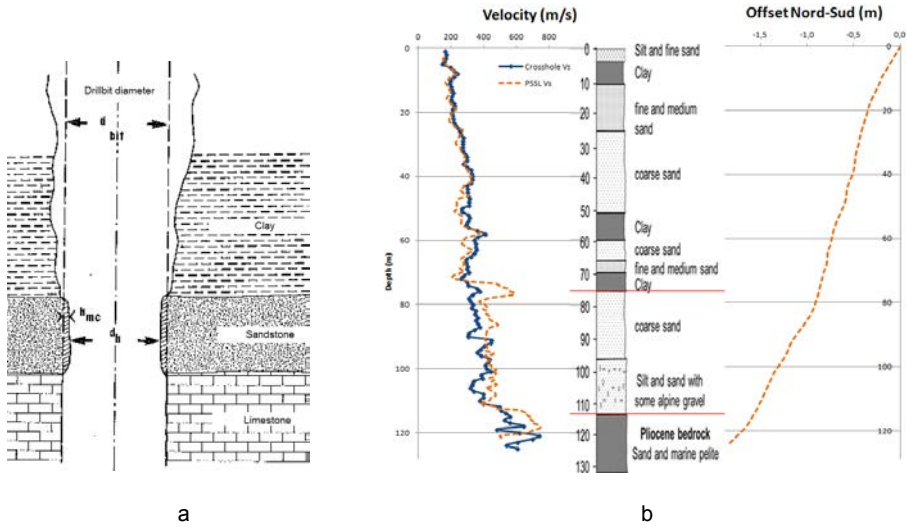 Drillbit diameter
d
bit
Clay
h mc
d h
Sandstone
Limestone
a
Velocity (m/s)
0 200 400 600 800
Depth (m)
0
20
40
60
80
100
120
Crosshole Vs
PSSL Vs
0
10
20
30
40
50
60
70
80
90
100
110
120
130
Silt and fine sand
Clay
fine and medium
sand
coarse sand
Clay
coarse sand
fine and medium sand
Clay
coarse sand
Silt and sand with
some alpine gravel
Pliocene bedrock
Sand and marine pelite
Offset Nord-Sud (m)
-1,5 -1,0 -0,5 0,0
0
20
40
60
80
100
120
b